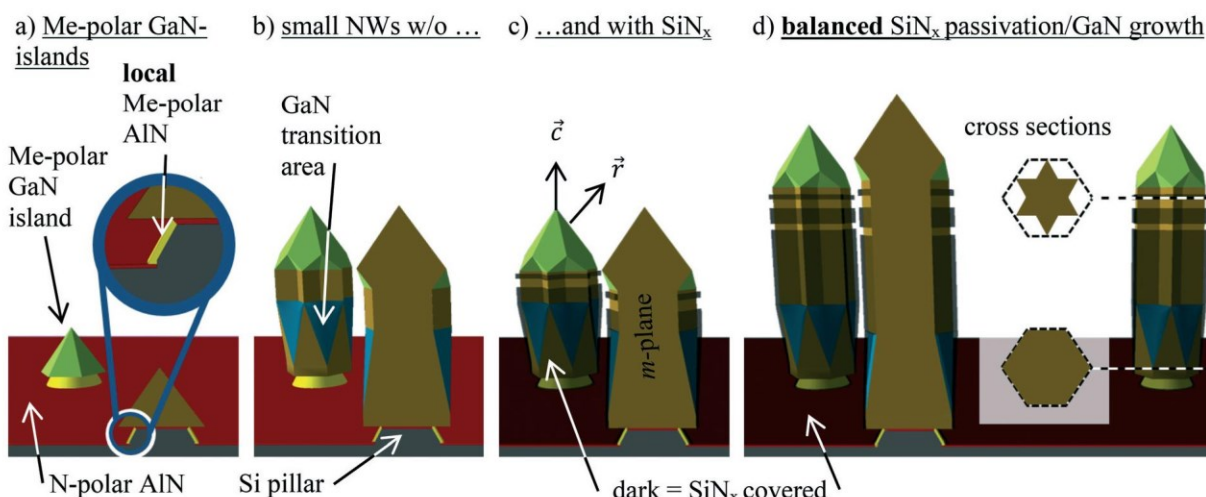 a) Me-polar GaN-
islands
b) small NWs w/o …
c) …and with SiNx
d) balanced SiNx passivation/GaN growth
local
Me-polar
AlN
Me-polar
GaN
island
GaN
transition
area
c
r
cross sections
m-plane
N-polar AlN
Si pillar
dark = SiNx covered